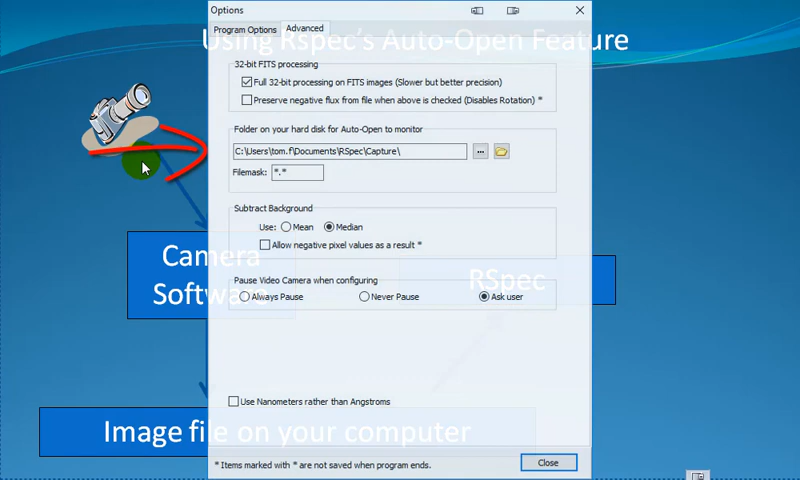 Options
Program Options
Advanced
Using Rspec's Auto-Open Feature
32-bit FITS processing
Full 32-bit processing on FITS images (Slower but better precision)
Preserve negative flux from file when above is checked (Disables Rotation) *
Folder on your hard disk for Auto-Open to monitor
C:\Users\tom.f\Documents\RSpec\Capture\
...
Filemask: *.*
Subtract Background
Use: Mean Median
Allow negative pixel values as a result *
Camera
Software
RSpec
Pause Video Camera when configuring
Always Pause Never Pause Ask user
Use Nanometers rather than Angstroms
Image file on your computer
* Items marked with * are not saved when program ends.
Close